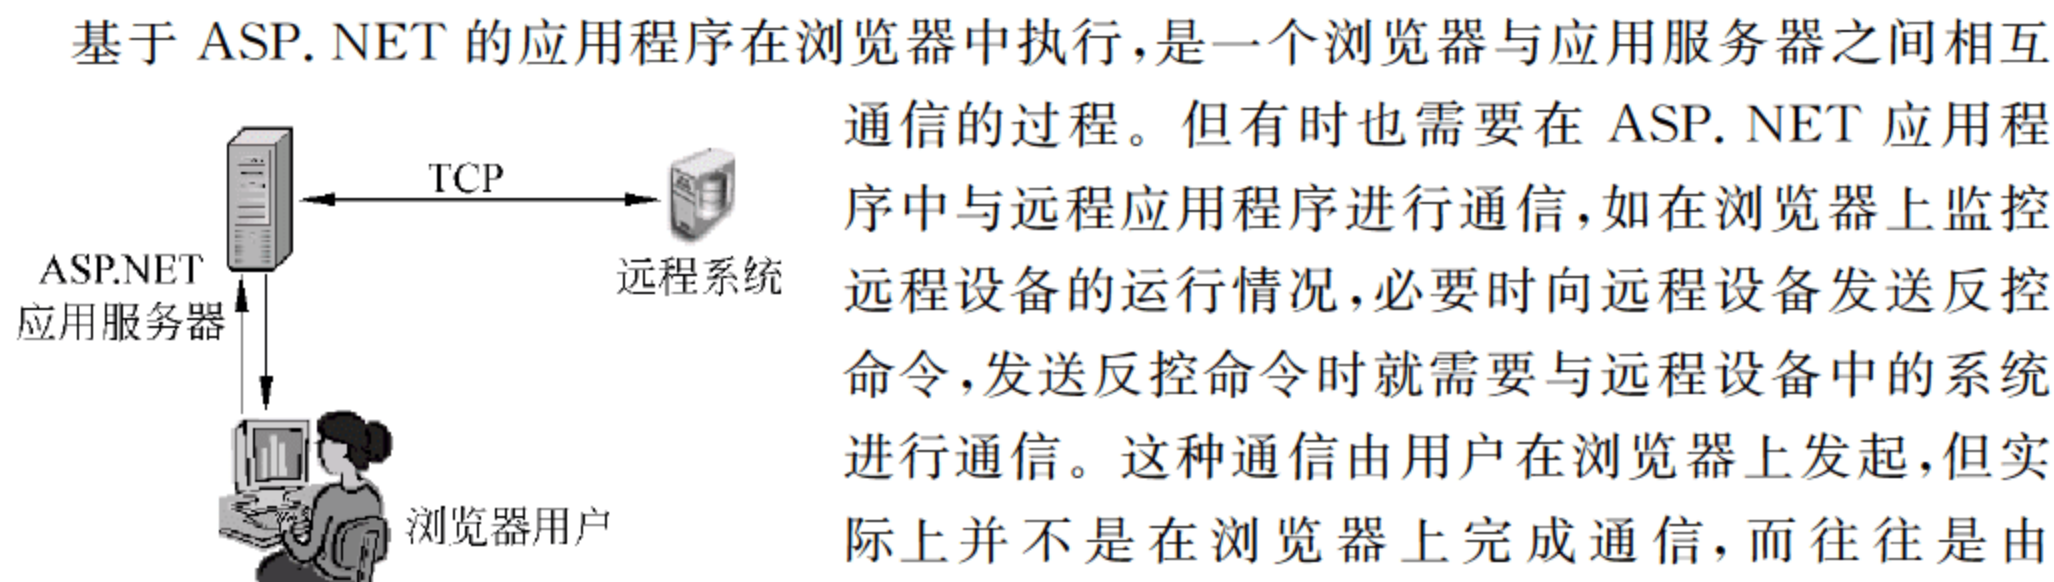 基于 ASP. NET 的应用程序在浏览器中执行,是一个浏览器与应用服务器之间相互
通信的过程。但有时也需要在 ASP. NET 应用程
序中与远程应用程序进行通信,如在浏览器上监控
远程设备的运行情况,必要时向远程设备发送反控
命令,发送反控命令时就需要与远程设备中的系统
进行通信。这种通信由用户在浏览器上发起,但实
际上并不是在浏览器上完成通信,而往往是由
TCP
远程系统
ASP.NET
应用服务器
浏览器用户